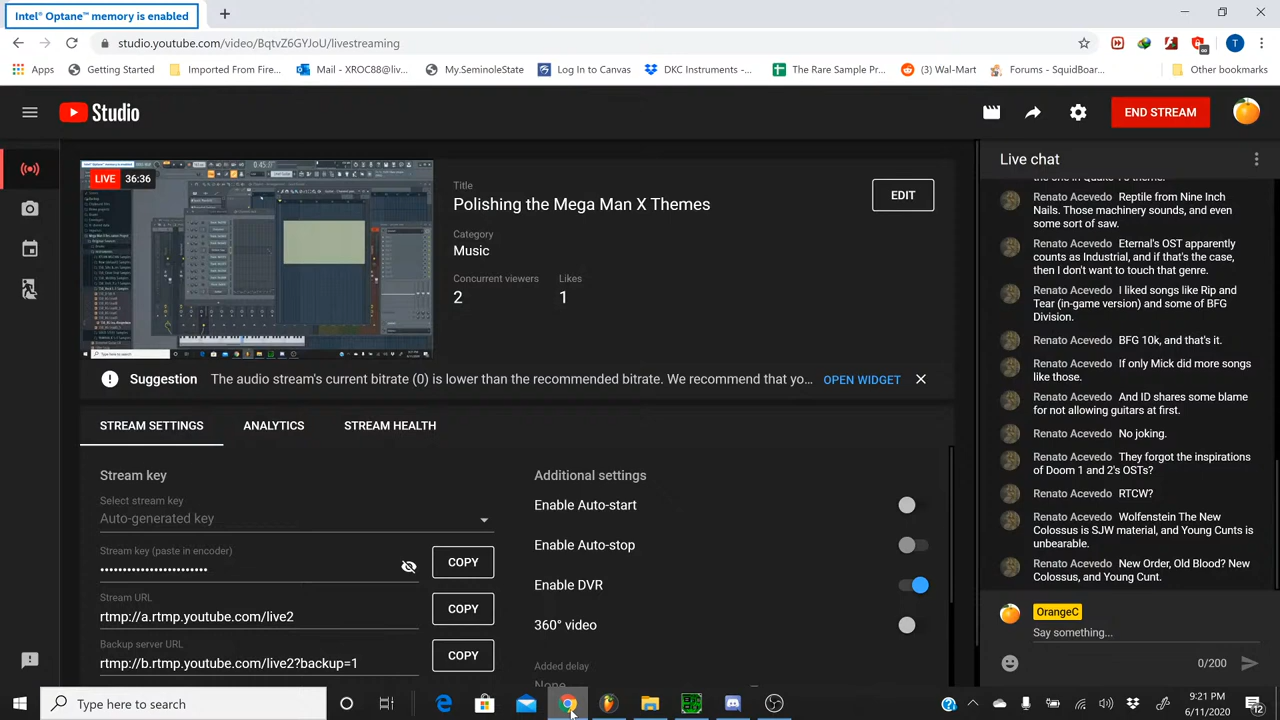 Intel® Optane™ memory is enabled
studio.youtube.com/video/BqtvZ6GYJoU/livestreaming
T
Apps
Getting Started
Imported From Fire...
Mail - XROC88@liv...
My.SeminoleState
Log In to Canvas
DKC Instruments -...
The Rare Sample Pr...
(3) Wal-Mart
Forums - SquidBoar...
Other bookmarks
Studio
END STREAM
LIVE 36:36
Title
Polishing the Mega Man X Themes
EDIT
Category
Music
Concurrent viewers Likes
2 1
Suggestion The audio stream's current bitrate (0) is lower than the recommended bitrate. We recommend that yo... OPEN WIDGET
STREAM SETTINGS ANALYTICS STREAM HEALTH
Stream key
Select stream key
Auto-generated key
Stream key (paste in encoder)
COPY
Stream URL
rtmp://a.rtmp.youtube.com/live2
COPY
Backup server URL
rtmp://b.rtmp.youtube.com/live2?backup=1
COPY
Additional settings
Enable Auto-start
Enable Auto-stop
Enable DVR
360° video
Added delay
None
Live chat
Renato Acevedo Reptile from Nine Inch
Nails. Those machinery sounds, and even
some sort of saw.
Renato Acevedo Eternal's OST apparently
counts as Industrial, and if that's the case,
then I don't want to touch that genre.
Renato Acevedo I liked songs like Rip and
Tear (in-game version) and some of BFG
Division.
Renato Acevedo BFG 10k, and that's it.
Renato Acevedo If only Mick did more songs
like those.
Renato Acevedo And ID shares some blame
for not allowing guitars at first.
Renato Acevedo No joking.
Renato Acevedo They forgot the inspirations
of Doom 1 and 2's OSTs?
Renato Acevedo RTCW?
Renato Acevedo Wolfenstein The New
Colossus is SJW material, and Young Cunts is
unbearable.
Renato Acevedo New Order, Old Blood? New
Colossus, and Young Cunt.
OrangeC
Say something...
0/200
Type here to search
9:21 PM
6/11/2020
12